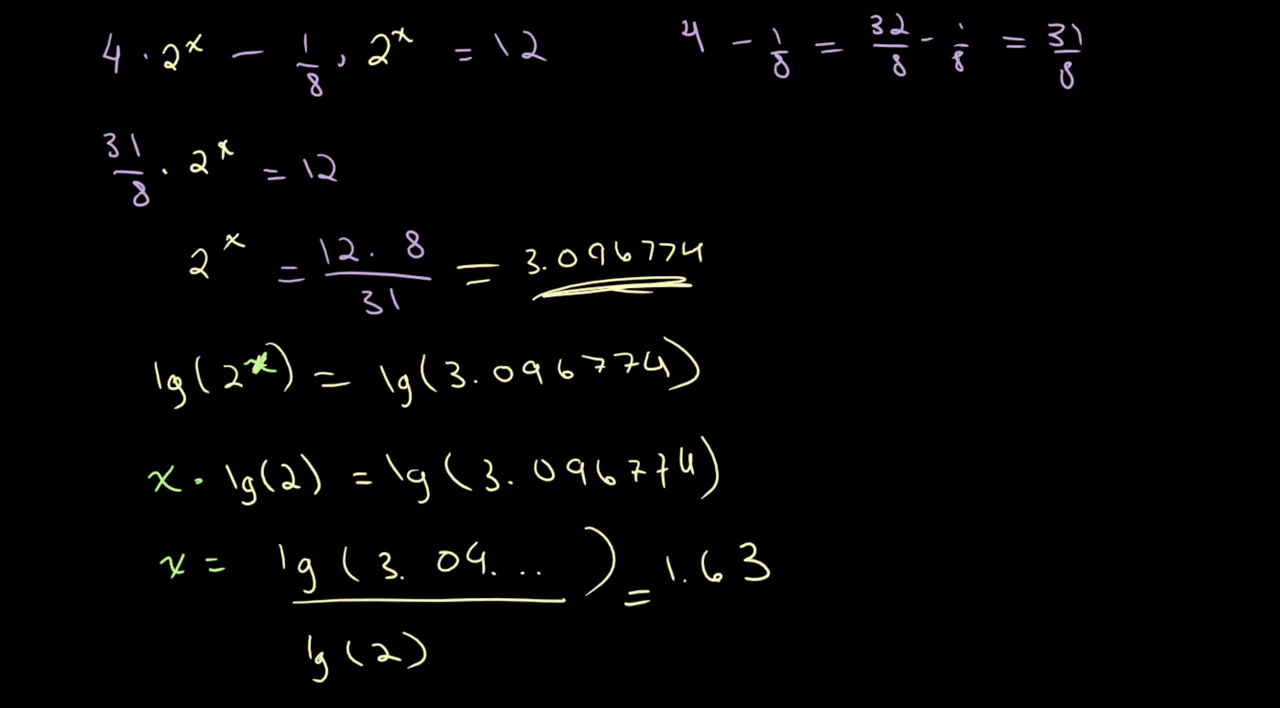 4 · 2^x − 1/8 · 2^x = 12
4 − 1/8 = 32/8 − 1/8 = 31/8
31/8 · 2^x = 12
2^x = 12 · 8/31 = 3.096774
lg(2^x) = lg(3.096774)
x · lg(2) = lg(3.096774)
x = lg(3.09...)/lg(2) = 1.63